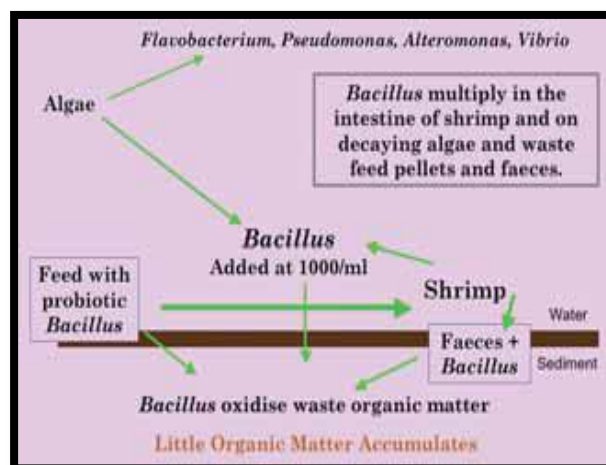 Flavobacterium, Pseudomonas, Alteromonas, Vibrio
Algae
Bacillus multiply in the
intestine of shrimp and on
decaying algae and waste
feed pellets and faeces.
Bacillus
Added at 1000/ml
Feed with
probiotic
Bacillus
Shrimp
Water
Faeces +
Bacillus
Sediment
Bacillus oxidise waste organic matter
Little Organic Matter Accumulates